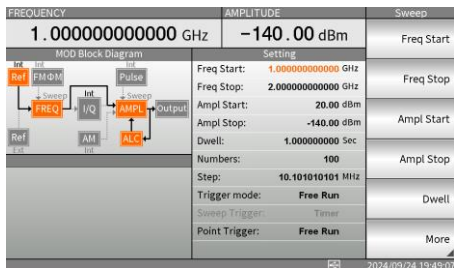 FREQUENCY AMPLITUDE Sweep
1.000000000000 GHz -140.00 dBm
MOD Block Diagram
Int Int Int
Ref FMΦM Pulse
Sweep Int Sweep
FREQ I/Q AMPL Output
Ref AM ALC
Ext Int
Setting
Freq Start: 1.000000000000 GHz
Freq Stop: 2.000000000000 GHz
Ampl Start: 20.00 dBm
Ampl Stop: -140.00 dBm
Dwell: 1.000000000 Sec
Numbers: 100
Step: 10.101010101 MHz
Trigger mode: Free Run
Sweep Trigger: Timer
Point Trigger: Free Run
Freq Start
Freq Stop
Ampl Start
Ampl Stop
Dwell
More
2024/09/24 19:49:07